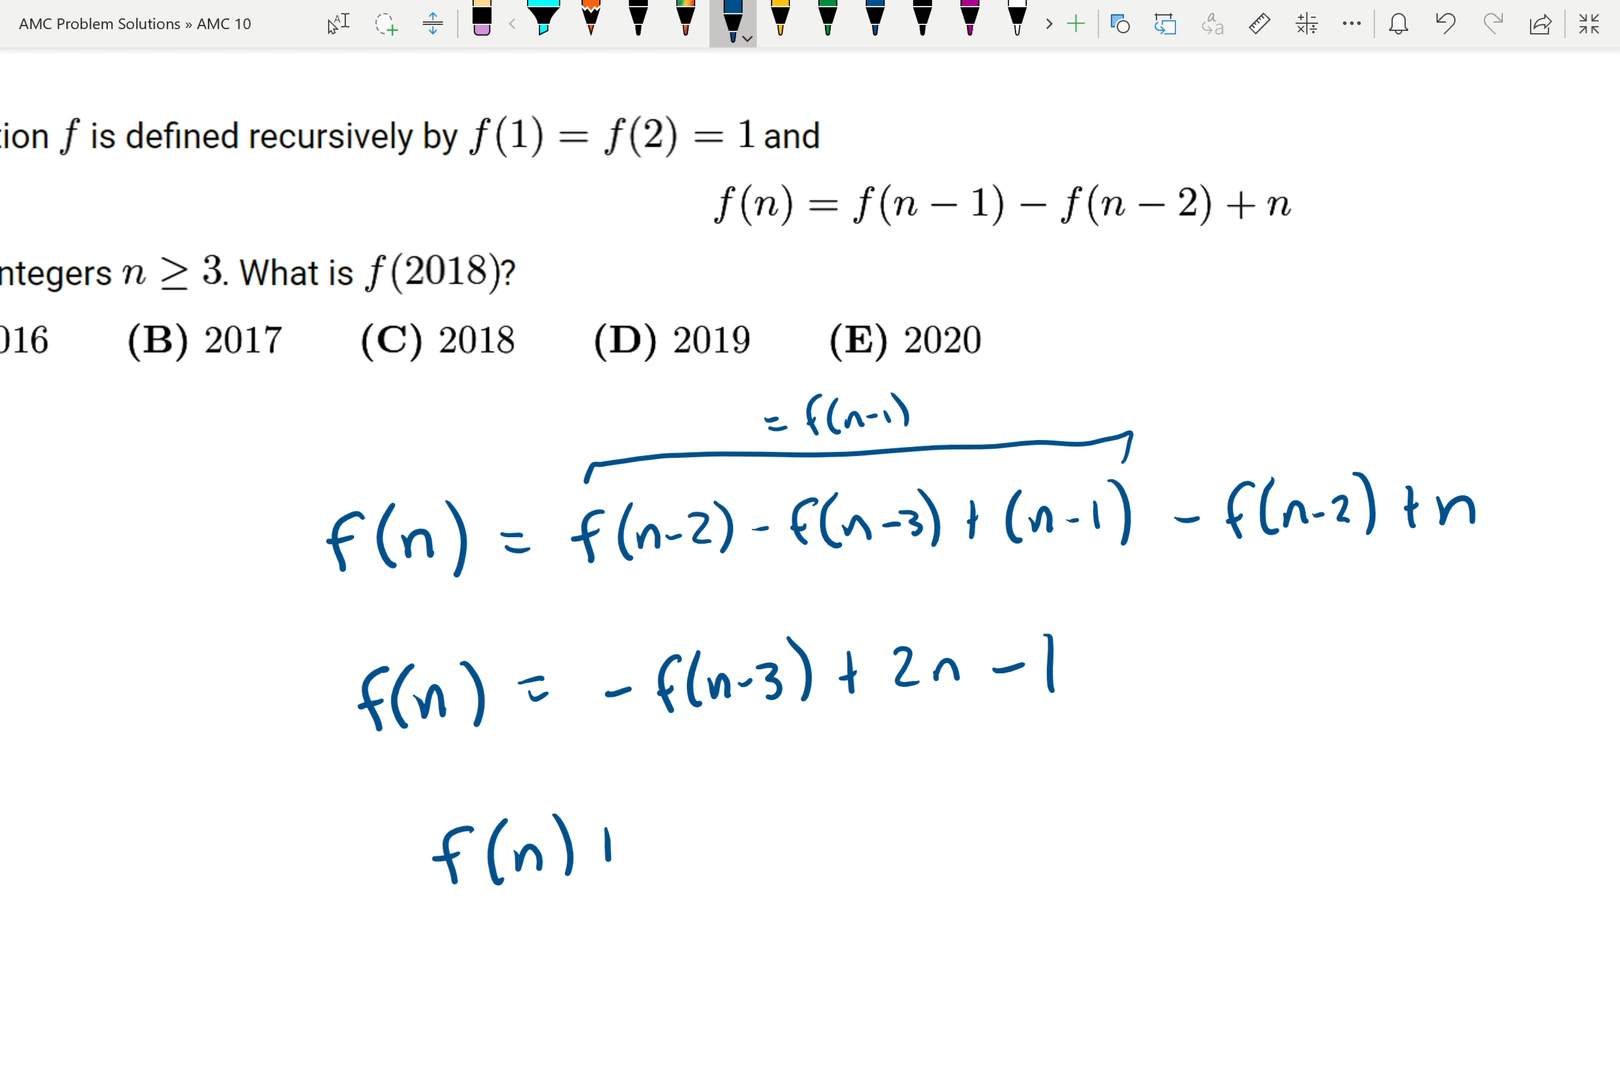 AMC Problem Solutions » AMC 10
ion f is defined recursively by f(1) = f(2) = 1 and
f(n) = f(n − 1) − f(n − 2) + n
ntegers n ≥ 3. What is f(2018)?
016 (B) 2017 (C) 2018 (D) 2019 (E) 2020
= f(n-1)
f(n) = f(n-2) - f(n-3) + (n-1) - f(n-2) + n
f(n) = - f(n-3) + 2n - 1
f(n) ı